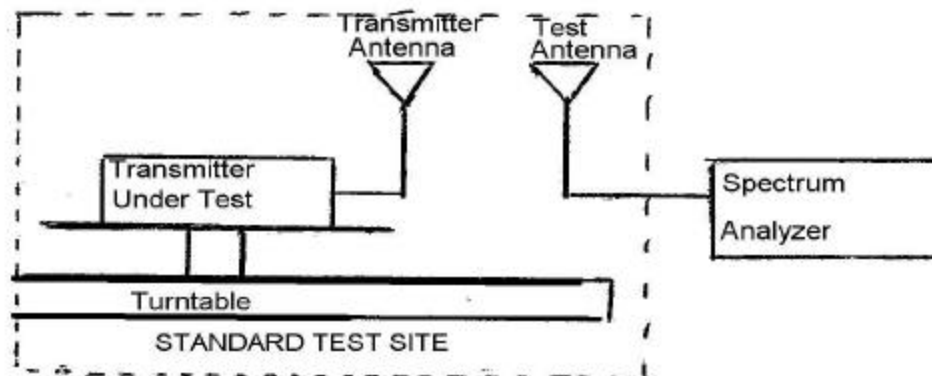 Transmitter
Antenna
Test
Antenna
Transmitter
Under Test
Spectrum
Analyzer
Turntable
STANDARD TEST SITE